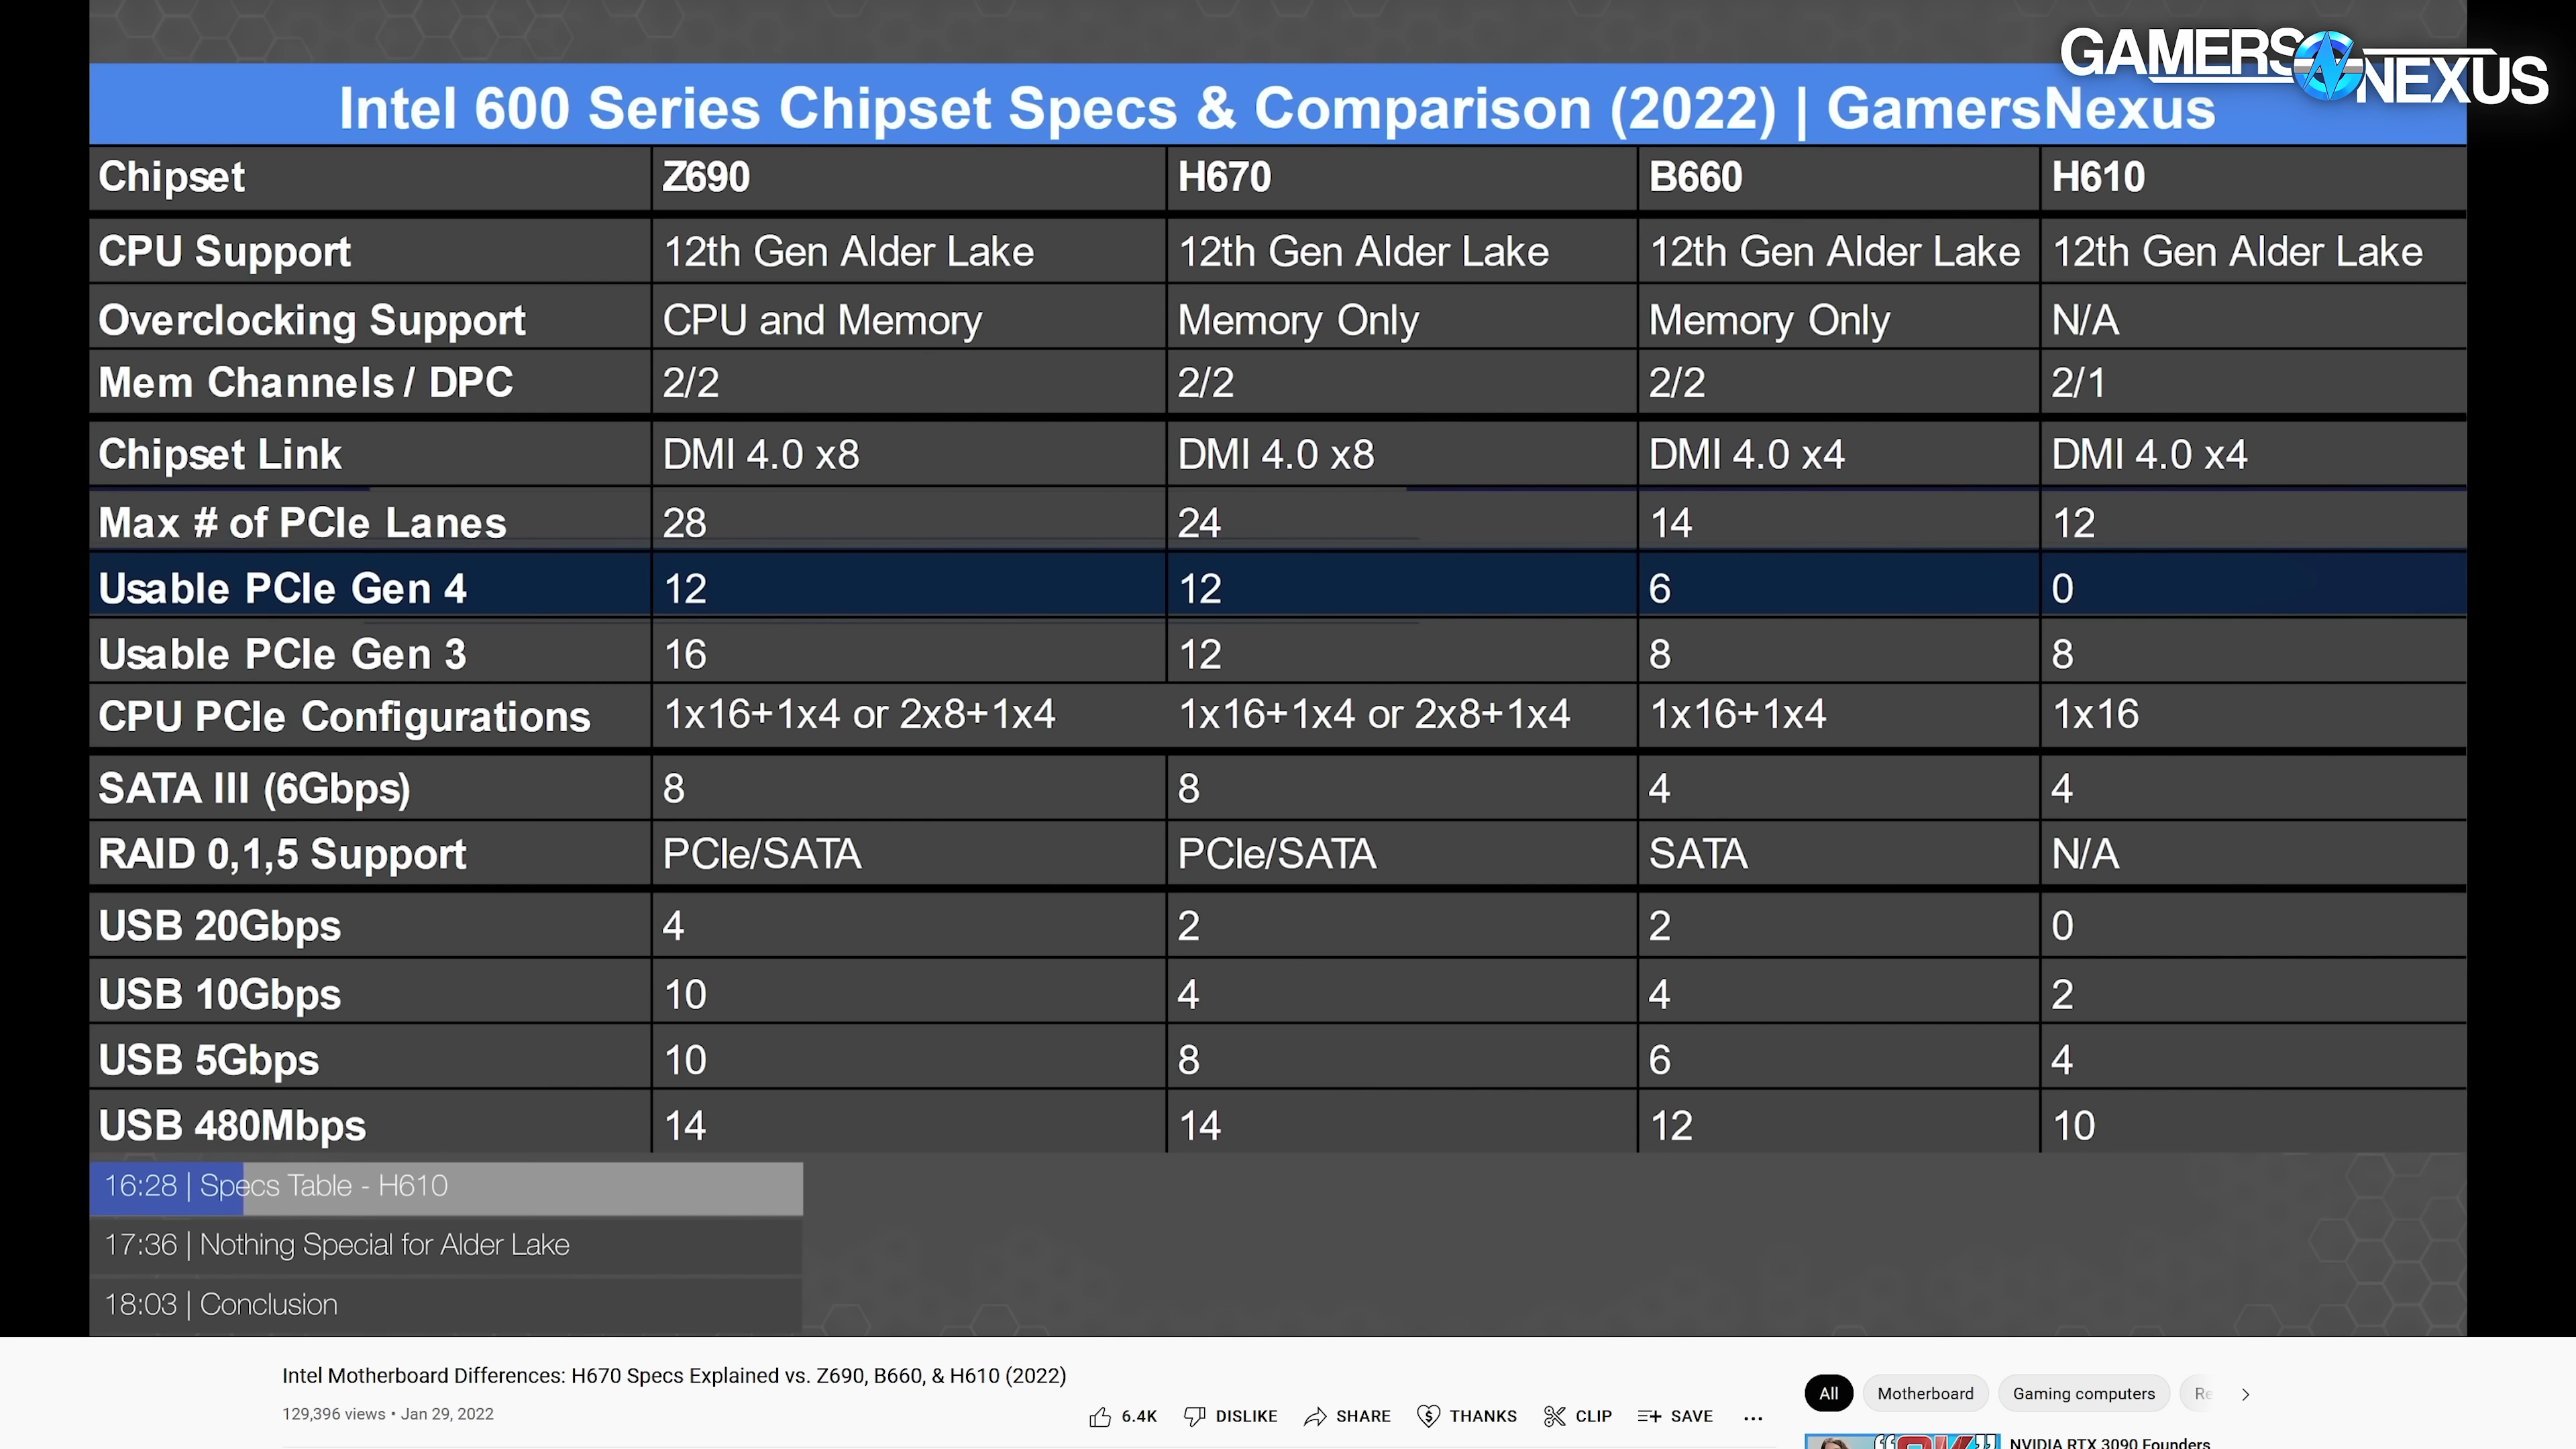 GAMERS NEXUS
Intel 600 Series Chipset Specs & Comparison (2022) | GamersNexus
Chipset Z690 H670 B660 H610
CPU Support 12th Gen Alder Lake 12th Gen Alder Lake 12th Gen Alder Lake 12th Gen Alder Lake
Overclocking Support CPU and Memory Memory Only Memory Only N/A
Mem Channels / DPC 2/2 2/2 2/2 2/1
Chipset Link DMI 4.0 x8 DMI 4.0 x8 DMI 4.0 x4 DMI 4.0 x4
Max # of PCIe Lanes 28 24 14 12
Usable PCIe Gen 4 12 12 6 0
Usable PCIe Gen 3 16 12 8 8
CPU PCIe Configurations 1x16+1x4 or 2x8+1x4 1x16+1x4 or 2x8+1x4 1x16+1x4 1x16
SATA III (6Gbps) 8 8 4 4
RAID 0,1,5 Support PCIe/SATA PCIe/SATA SATA N/A
USB 20Gbps 4 2 2 0
USB 10Gbps 10 4 4 2
USB 5Gbps 10 8 6 4
USB 480Mbps 14 14 12 10
16:28 | Specs Table - H610
17:36 | Nothing Special for Alder Lake
18:03 | Conclusion
Intel Motherboard Differences: H670 Specs Explained vs. Z690, B660, & H610 (2022)
129,396 views • Jan 29, 2022
6.4K DISLIKE SHARE THANKS CLIP SAVE ...
All Motherboard Gaming computers Re
NVIDIA RTX 3090 Founders